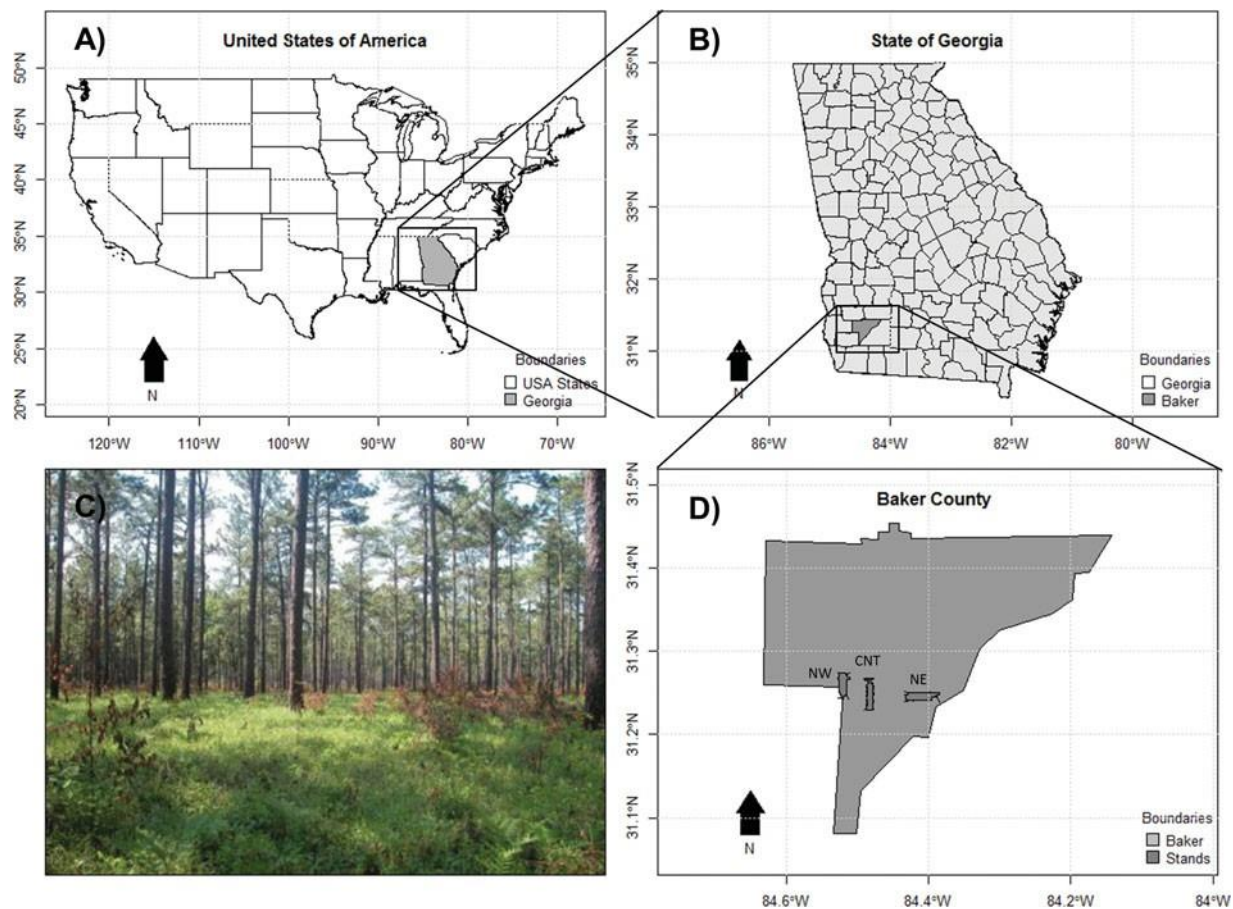 A)
United States of America
50°N
45°N
40°N
35°N
30°N
25°N
20°N
N
Boundaries
USA States
Georgia
120°W
110°W
100°W
90°W
80°W
70°W
B)
State of Georgia
35°N
34°N
33°N
32°N
31°N
N
Boundaries
Georgia
Baker
86°W
84°W
82°W
80°W
C)
D)
Baker County
31.5°N
31.4°N
31.3°N
31.2°N
31.1°N
NW
CNT
NE
N
Boundaries
Baker
Stands
84.6°W
84.4°W
84.2°W
84°W